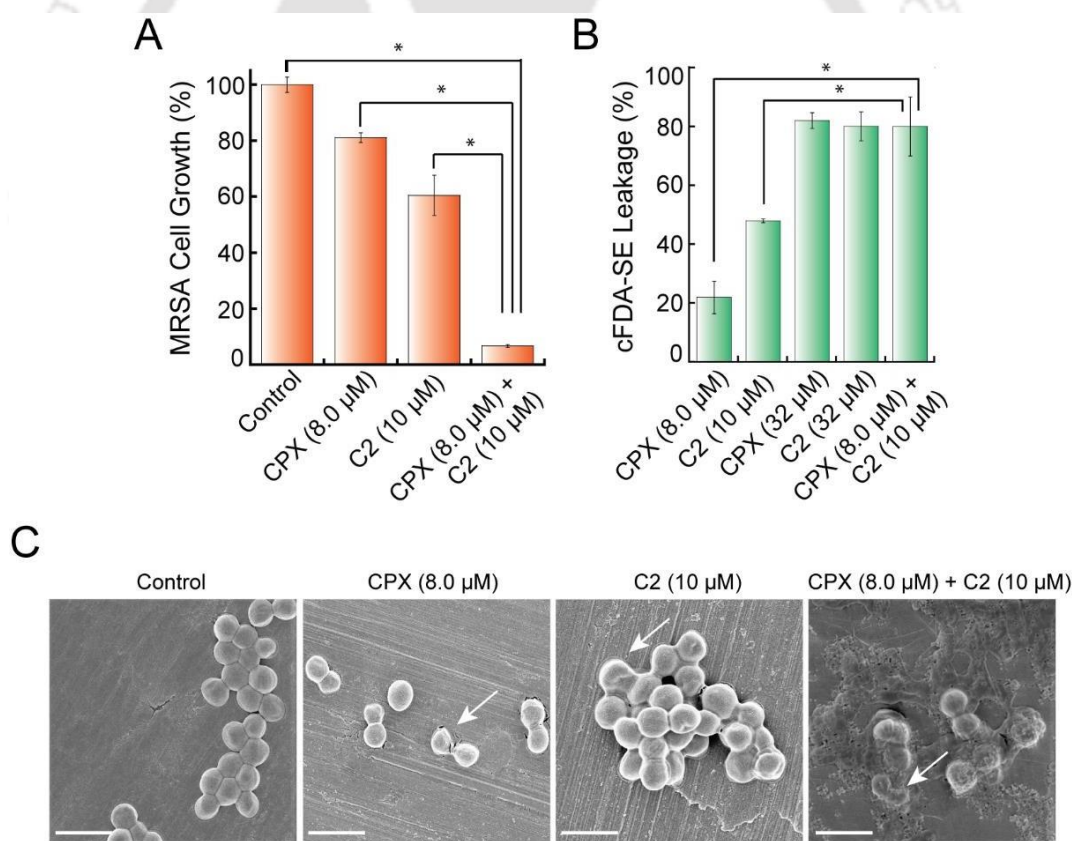 A
MRSA Cell Growth (%)
100
80
60
40
20
0
*
*
*
Control
CPX (8.0 µM)
C2 (10 µM)
CPX (8.0 µM) +
C2 (10 µM)
B
cFDA-SE Leakage (%)
100
80
60
40
20
0
*
*
CPX (8.0 µM)
C2 (10 µM)
CPX (32 µM)
C2 (32 µM)
CPX (8.0 µM) +
C2 (10 µM)
C
Control
CPX (8.0 µM)
C2 (10 µM)
CPX (8.0 µM) + C2 (10 µM)